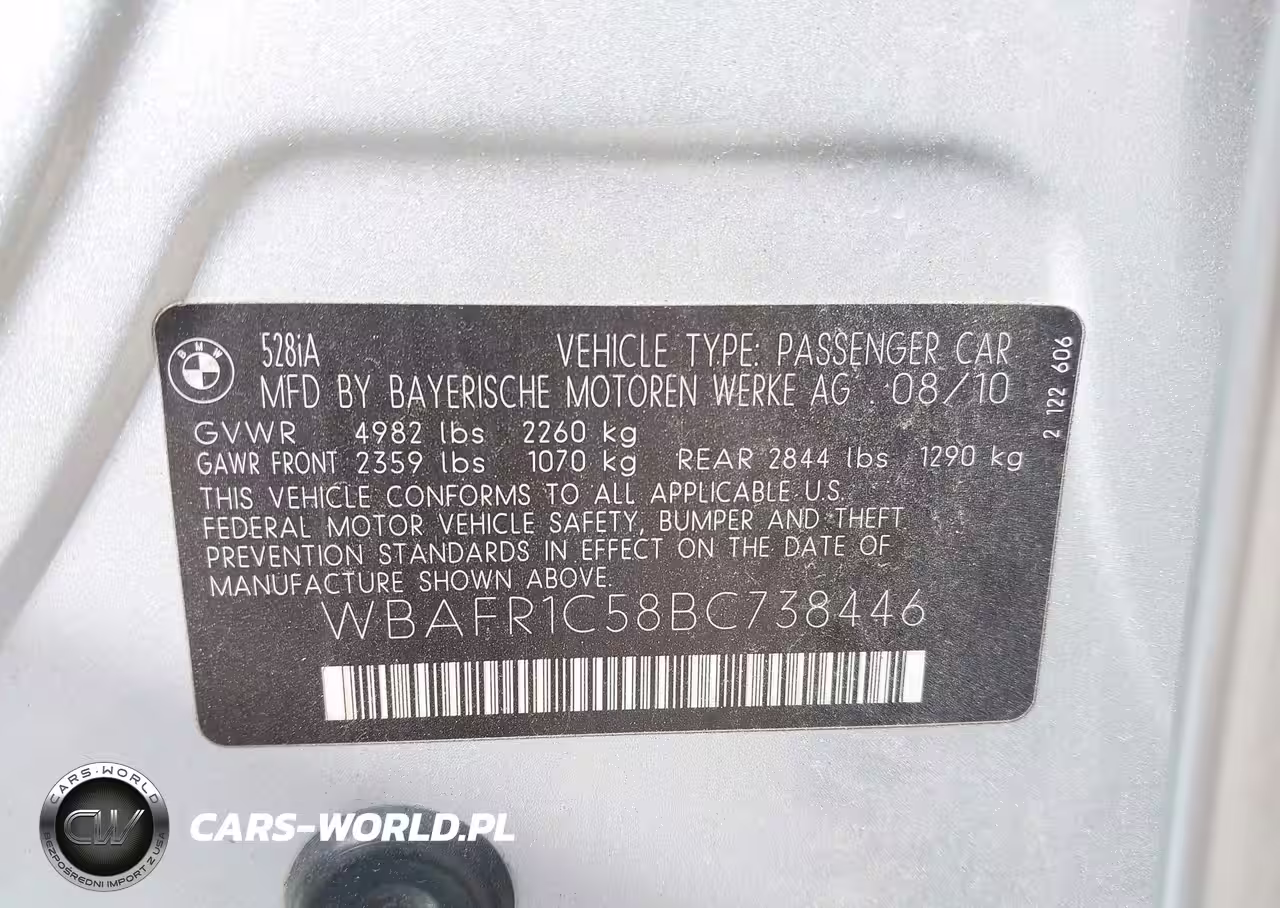 BMW
528iA VEHICLE TYPE: PASSENGER CAR
MFD BY BAYERISCHE MOTOREN WERKE AG . 08/10
GVWR 4982 lbs 2260 kg
GAWR FRONT 2359 lbs 1070 kg REAR 2844 lbs 1290 kg
THIS VEHICLE CONFORMS TO ALL APPLICABLE U.S.
FEDERAL MOTOR VEHICLE SAFETY, BUMPER AND THEFT
PREVENTION STANDARDS IN EFFECT ON THE DATE OF
MANUFACTURE SHOWN ABOVE.
WBAFR1C58BC738446
2 122 606
CARS-WORLD
CW
BEZPOŚREDNI IMPORT Z USA
CARS-WORLD.PL